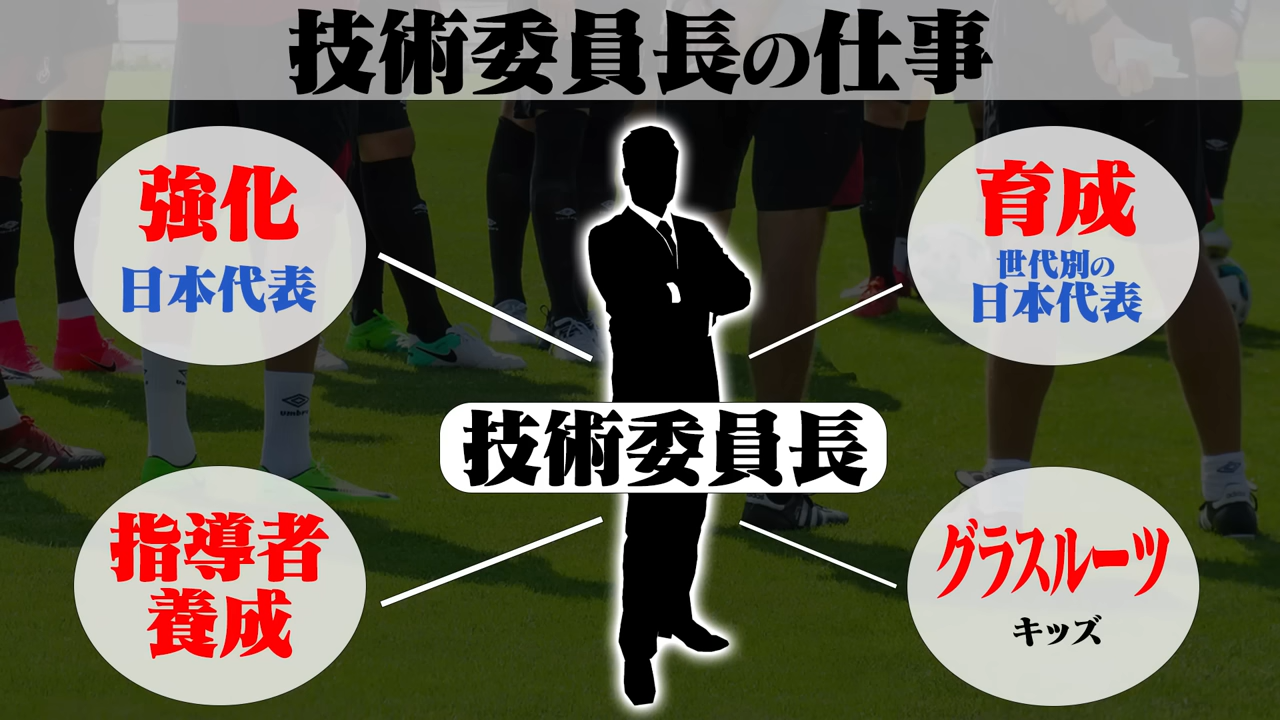 技術委員長の仕事
強化
日本代表
育成
世代別の
日本代表
技術委員長
指導者
養成
グラスルーツ
キッズ
umbro